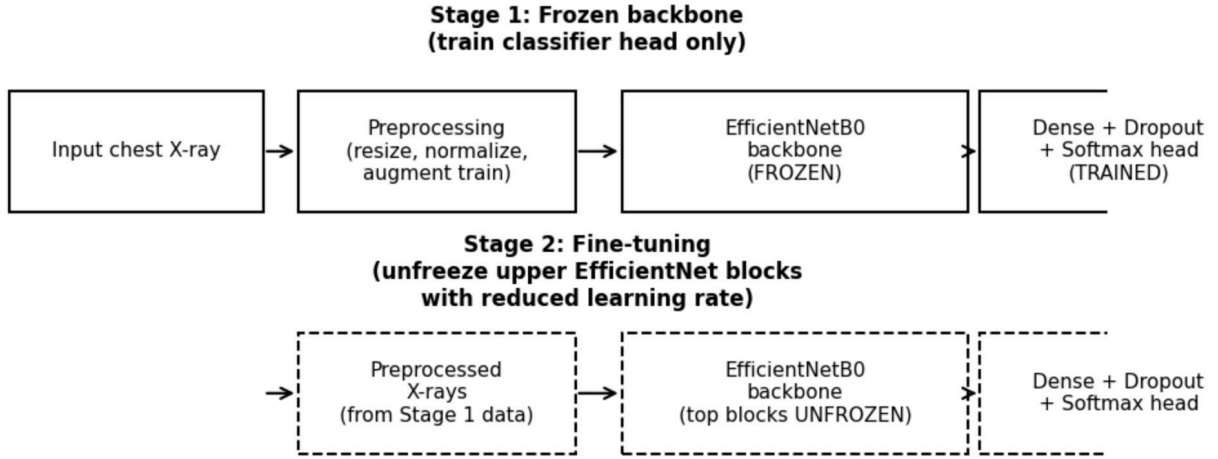 Stage 1: Frozen backbone
(train classifier head only)
Input chest X-ray
Preprocessing
(resize, normalize,
augment train)
EfficientNetB0
backbone
(FROZEN)
Dense + Dropout
+ Softmax head
(TRAINED)
Stage 2: Fine-tuning
(unfreeze upper EfficientNet blocks
with reduced learning rate)
Preprocessed
X-rays
(from Stage 1 data)
EfficientNetB0
backbone
(top blocks UNFROZEN)
Dense + Dropout
+ Softmax head